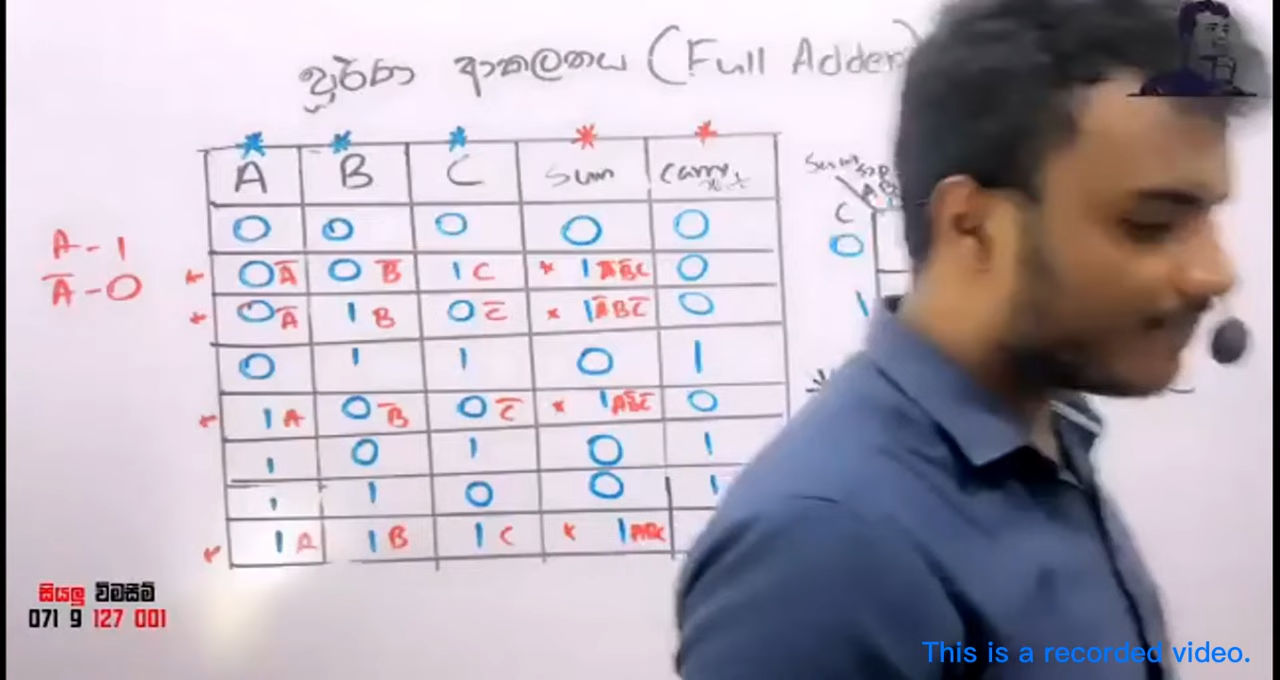 පූර්ණ ආකලනය (Full Adder)
A B C Sum Carry
A - 1
A̅ - 0
0 0 0 0 0
* 0 A̅ 0 B̅ 1 C * 1 A̅B̅C 0
* 0 A̅ 1 B 0 C̅ * 1 A̅BC̅ 0
0 1 1 0 1
* 1 A 0 B̅ 0 C̅ * 1 AB̅C̅ 0
1 0 1 0 1
1 1 0 0 1
* 1 A 1 B 1 C * 1 ABC
C
0
1
සියලු විමසීම්
071 9 127 001
This is a recorded video.